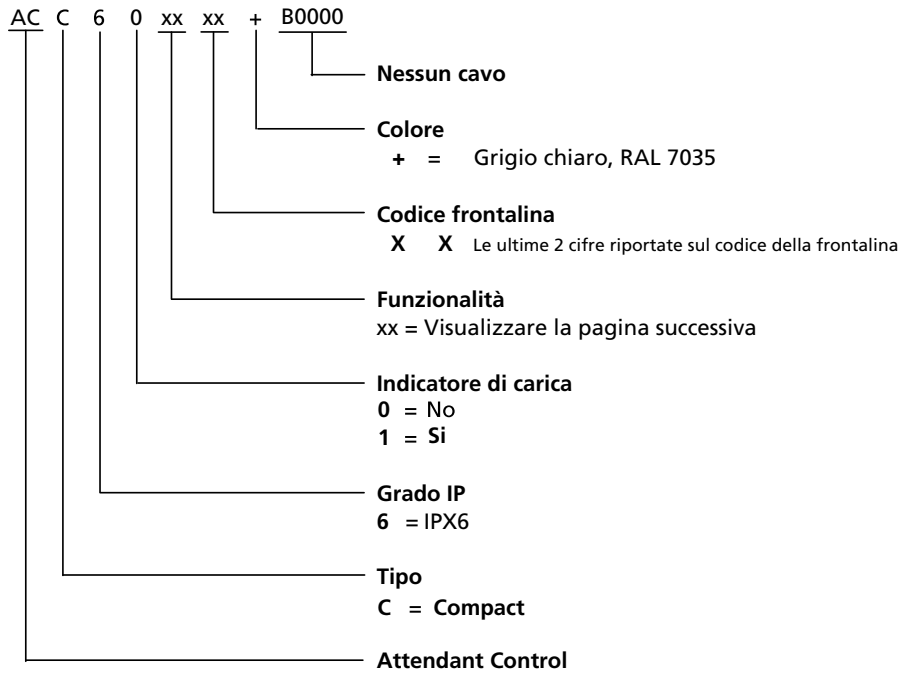 AC C 6 0 xx xx + B0000
Nessun cavo
Colore
+ = Grigio chiaro, RAL 7035
Codice frontalina
X X Le ultime 2 cifre riportate sul codice della frontalina
Funzionalità
xx = Visualizzare la pagina successiva
Indicatore di carica
0 = No
1 = Si
Grado IP
6 = IPX6
Tipo
C = Compact
Attendant Control